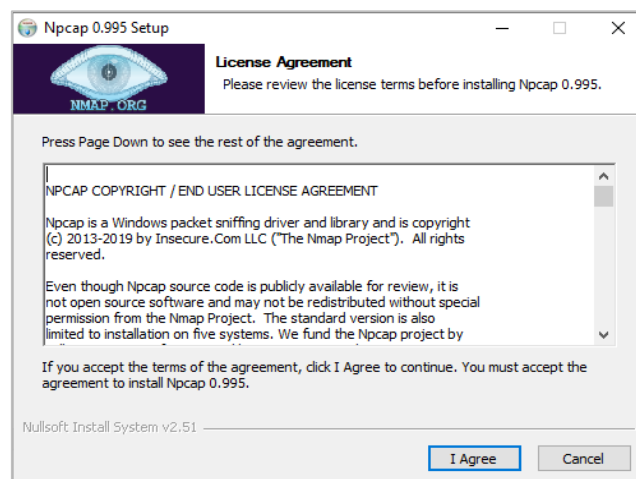 Npcap 0.995 Setup
NMAP.ORG
License Agreement
Please review the license terms before installing Npcap 0.995.
Press Page Down to see the rest of the agreement.
NPCAP COPYRIGHT / END USER LICENSE AGREEMENT
Npcap is a Windows packet sniffing driver and library and is copyright
(c) 2013-2019 by Insecure.Com LLC ("The Nmap Project").  All rights
reserved.
Even though Npcap source code is publicly available for review, it is
not open source software and may not be redistributed without special
permission from the Nmap Project.  The standard version is also
limited to installation on five systems. We fund the Npcap project by
If you accept the terms of the agreement, click I Agree to continue. You must accept the
agreement to install Npcap 0.995.
Nullsoft Install System v2.51
I Agree
Cancel